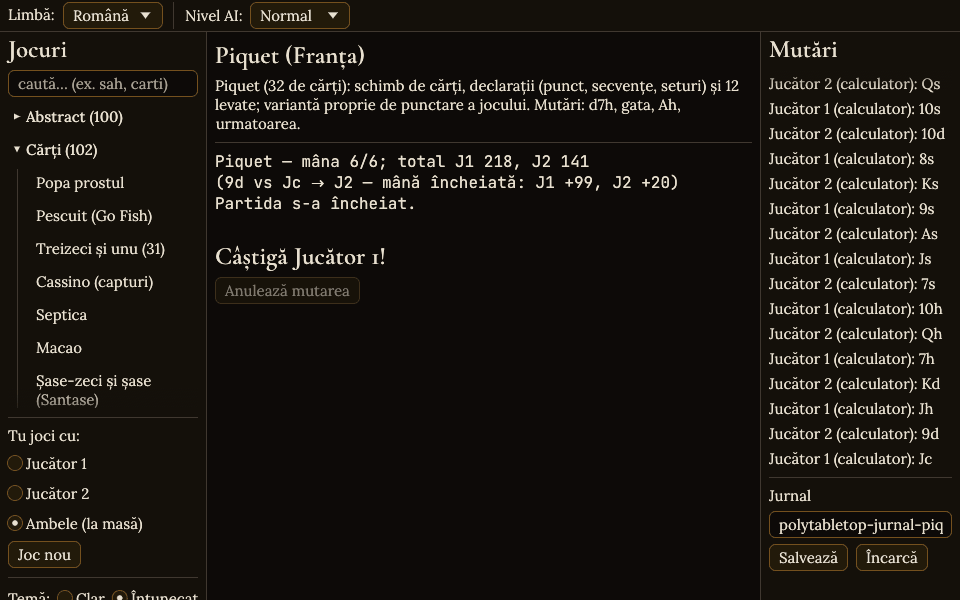 Limbă: Română ▼ Nivel AI: Normal ▼
Jocuri
caută... (ex. sah, carti)
▸ Abstract (100)
▾ Cărți (102)
Popa prostul
Pescuit (Go Fish)
Treizeci și unu (31)
Cassino (capturi)
Septica
Macao
Șase-zeci și șase
(Santase)
Tu joci cu:
Jucător 1
Jucător 2
Ambele (la masă)
Joc nou
Temă: Clar Întunecat
Piquet (Franța)
Piquet (32 de cărți): schimb de cărți, declarații (punct, secvențe, seturi) și 12
levate; variantă proprie de punctare a jocului. Mutări: d7h, gata, Ah,
urmatoarea.
Piquet — mâna 6/6; total J1 218, J2 141
(9d vs Jc → J2 — mână încheiată: J1 +99, J2 +20)
Partida s-a încheiat.
Câștigă Jucător 1!
Anulează mutarea
Mutări
Jucător 2 (calculator): Qs
Jucător 1 (calculator): 10s
Jucător 2 (calculator): 10d
Jucător 1 (calculator): 8s
Jucător 2 (calculator): Ks
Jucător 1 (calculator): 9s
Jucător 2 (calculator): As
Jucător 1 (calculator): Js
Jucător 2 (calculator): 7s
Jucător 1 (calculator): 10h
Jucător 2 (calculator): Qh
Jucător 1 (calculator): 7h
Jucător 2 (calculator): Kd
Jucător 1 (calculator): Jh
Jucător 2 (calculator): 9d
Jucător 1 (calculator): Jc
Jurnal
polytabletop-jurnal-piq
Salvează Încarcă